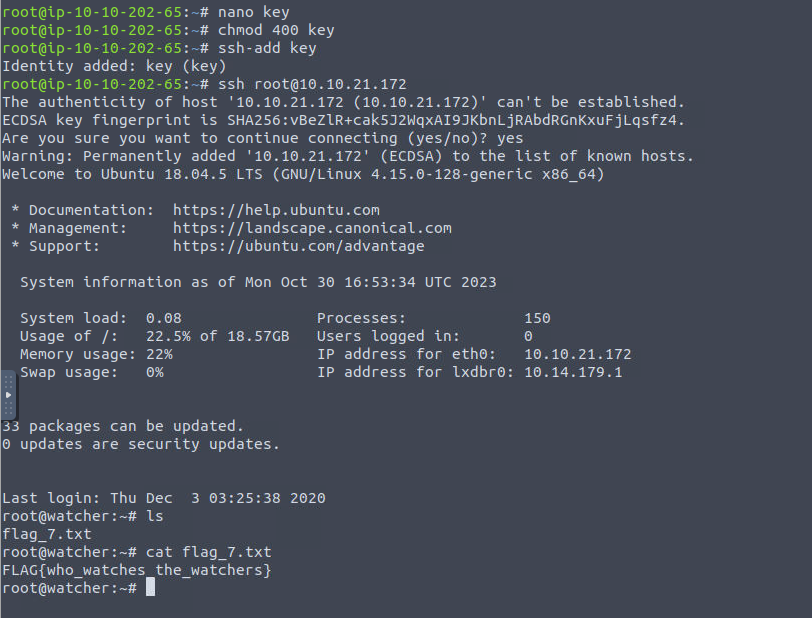 root@ip-10-10-202-65:~# nano key
root@ip-10-10-202-65:~# chmod 400 key
root@ip-10-10-202-65:~# ssh-add key
Identity added: key (key)
root@ip-10-10-202-65:~# ssh root@10.10.21.172
The authenticity of host '10.10.21.172 (10.10.21.172)' can't be established.
ECDSA key fingerprint is SHA256:vBeZlR+cak5J2WqxAI9JKbnLjRAbdRGnKxuFjLqsfz4.
Are you sure you want to continue connecting (yes/no)? yes
Warning: Permanently added '10.10.21.172' (ECDSA) to the list of known hosts.
Welcome to Ubuntu 18.04.5 LTS (GNU/Linux 4.15.0-128-generic x86_64)
* Documentation:  https://help.ubuntu.com
* Management:     https://landscape.canonical.com
* Support:        https://ubuntu.com/advantage
System information as of Mon Oct 30 16:53:34 UTC 2023
System load:  0.08                Processes:              150
Usage of /:   22.5% of 18.57GB   Users logged in:        0
Memory usage: 22%                IP address for eth0:    10.10.21.172
Swap usage:   0%                 IP address for lxdbr0: 10.14.179.1
33 packages can be updated.
0 updates are security updates.
Last login: Thu Dec  3 03:25:38 2020
root@watcher:~# ls
flag_7.txt
root@watcher:~# cat flag_7.txt
FLAG{who_watches_the_watchers}
root@watcher:~#